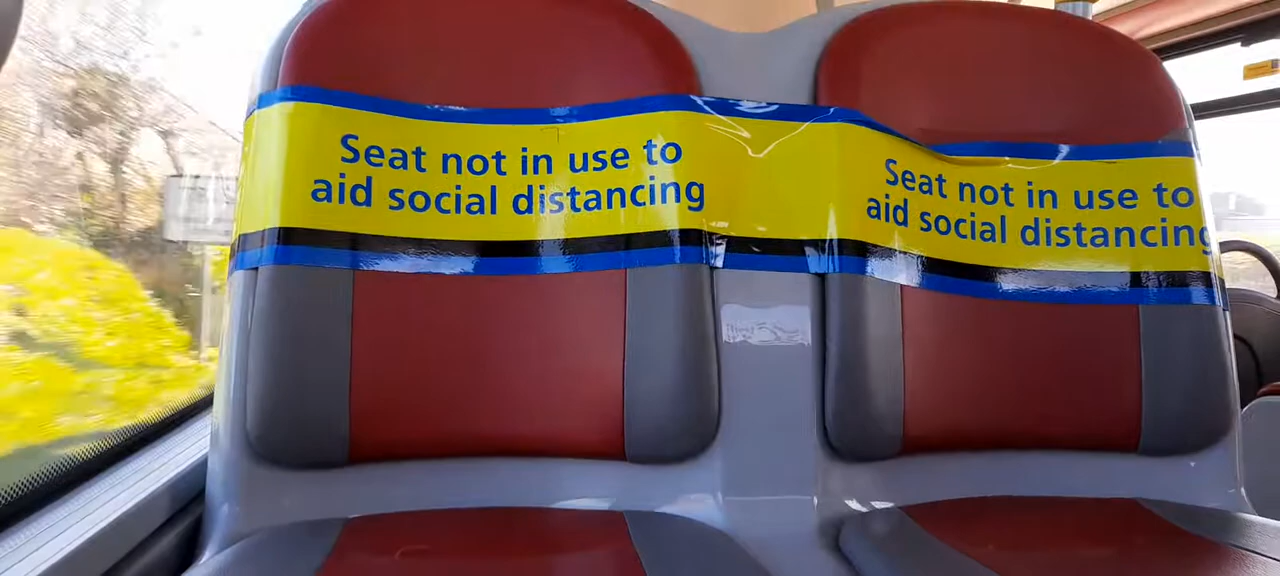 Seat not in use to
aid social distancing
Seat not in use to
aid social distancing